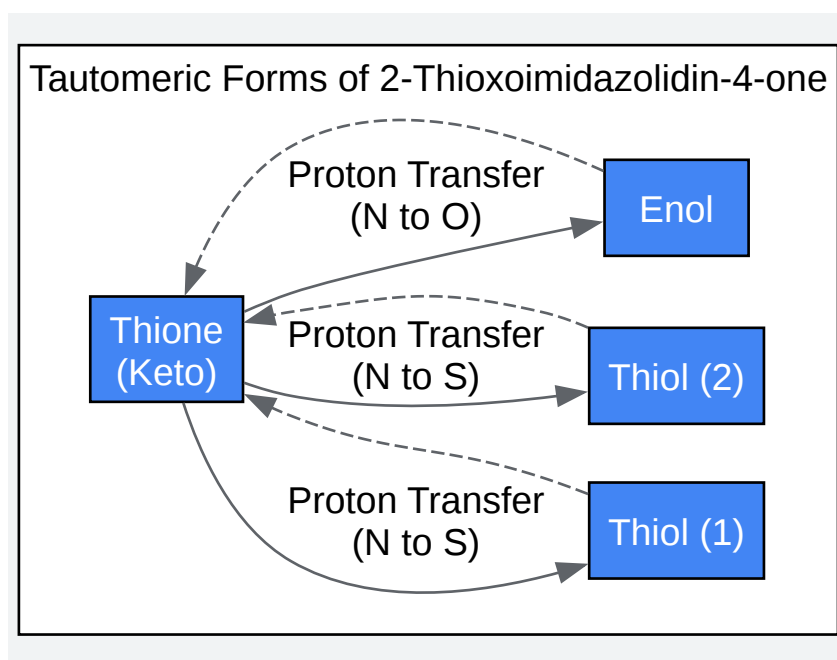 Tautomeric Forms of 2-Thioxoimidazolidin-4-one
Proton Transfer
(N to O)
Enol
Thione
(Keto)
Proton Transfer
(N to S)
Thiol (2)
Proton Transfer
(N to S)
Thiol (1)